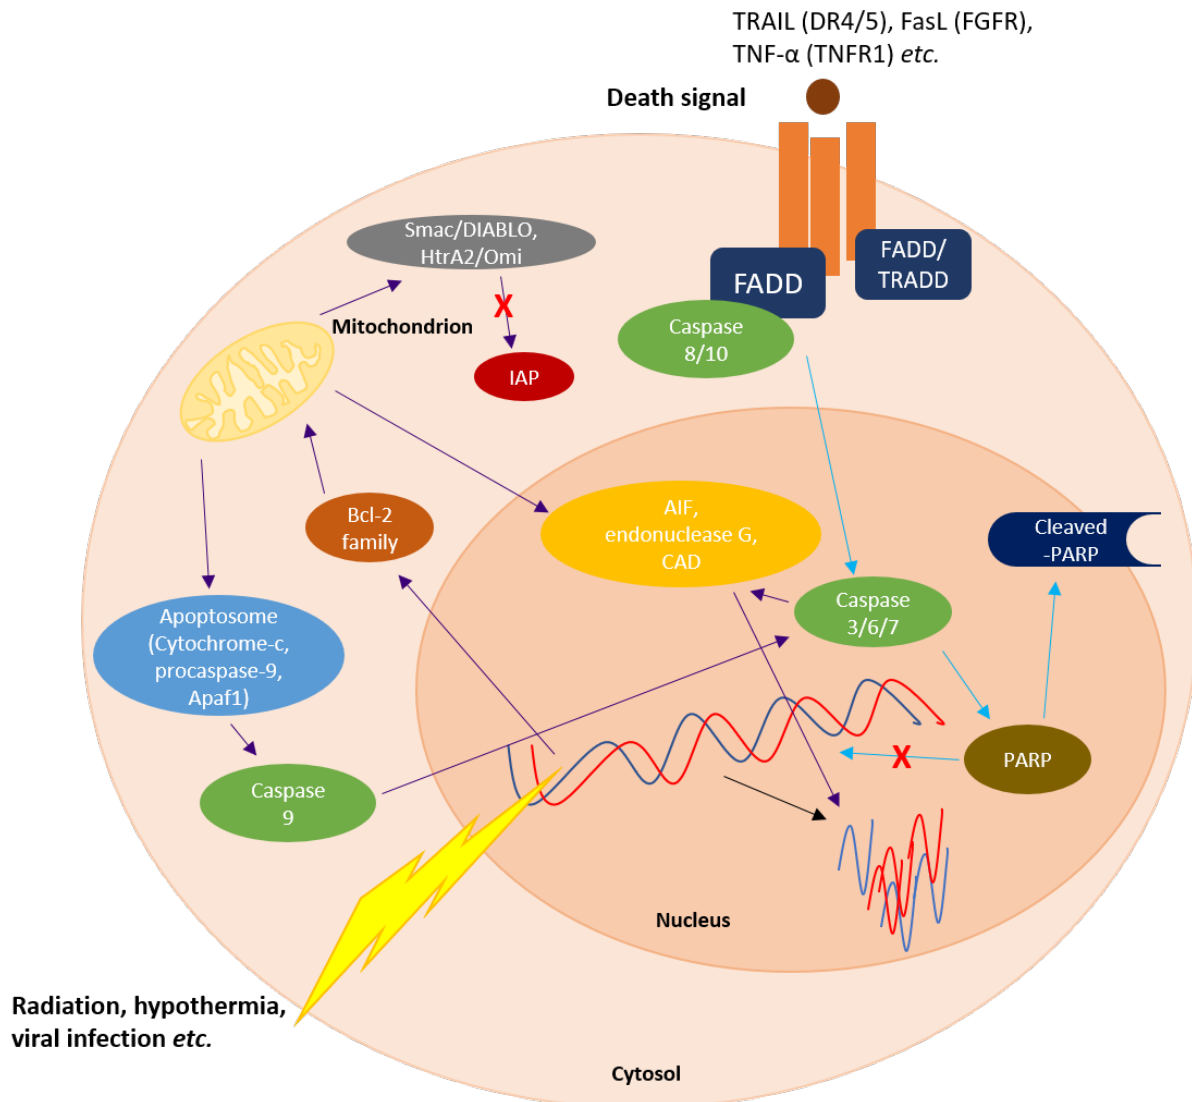 TRAIL (DR4/5), FasL (FGFR),
TNF-α (TNFR1) etc.
Death signal
Smac/DIABLO,
HtrA2/Omi
FADD/
TRADD
FADD
Mitochondrion
X
Caspase
8/10
IAP
AIF,
endonuclease G,
CAD
Bcl-2
family
Cleaved
-PARP
Caspase
3/6/7
Apoptosome
(Cytochrome-c,
procaspase-9,
Apaf1)
PARP
X
Caspase
9
Nucleus
Radiation, hypothermia,
viral infection etc.
Cytosol